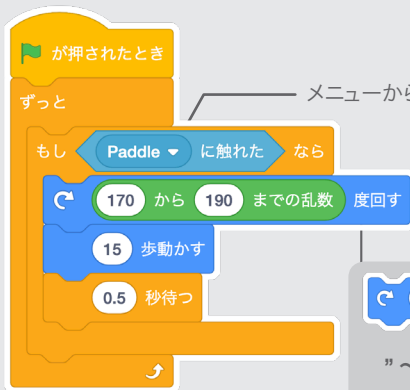 が押されたとき
ずっと
メニューから
もし Paddle に触れた なら
170 から 190 までの乱数 度回す
15 歩動かす
0.5 秒待つ
”～